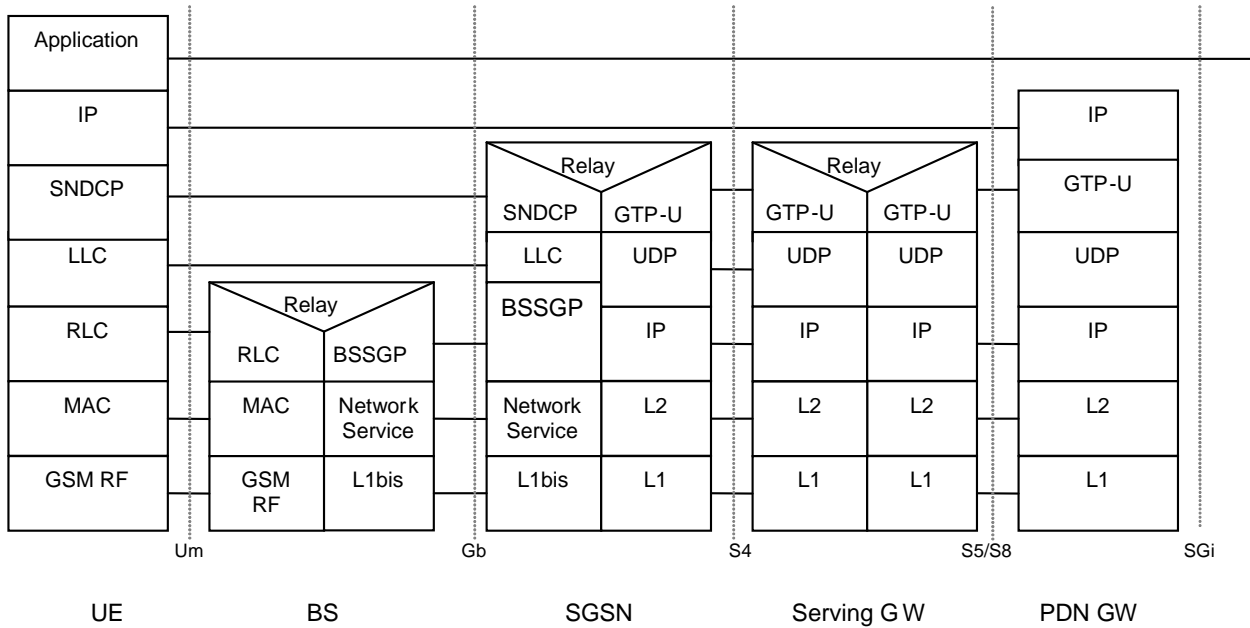 Application
IP
IP
Relay
Relay
SNDCP
GTP-U
SNDCP
GTP-U
GTP-U
GTP-U
LLC
LLC
UDP
UDP
UDP
UDP
Relay
BSSGP
RLC
IP
IP
IP
IP
RLC
BSSGP
MAC
MAC
Network
Service
Network
Service
L2
L2
L2
L2
GSM RF
GSM
RF
L1bis
L1bis
L1
L1
L1
L1
Um
Gb
S4
S5/S8
SGi
UE
BS
SGSN
Serving GW
PDN GW